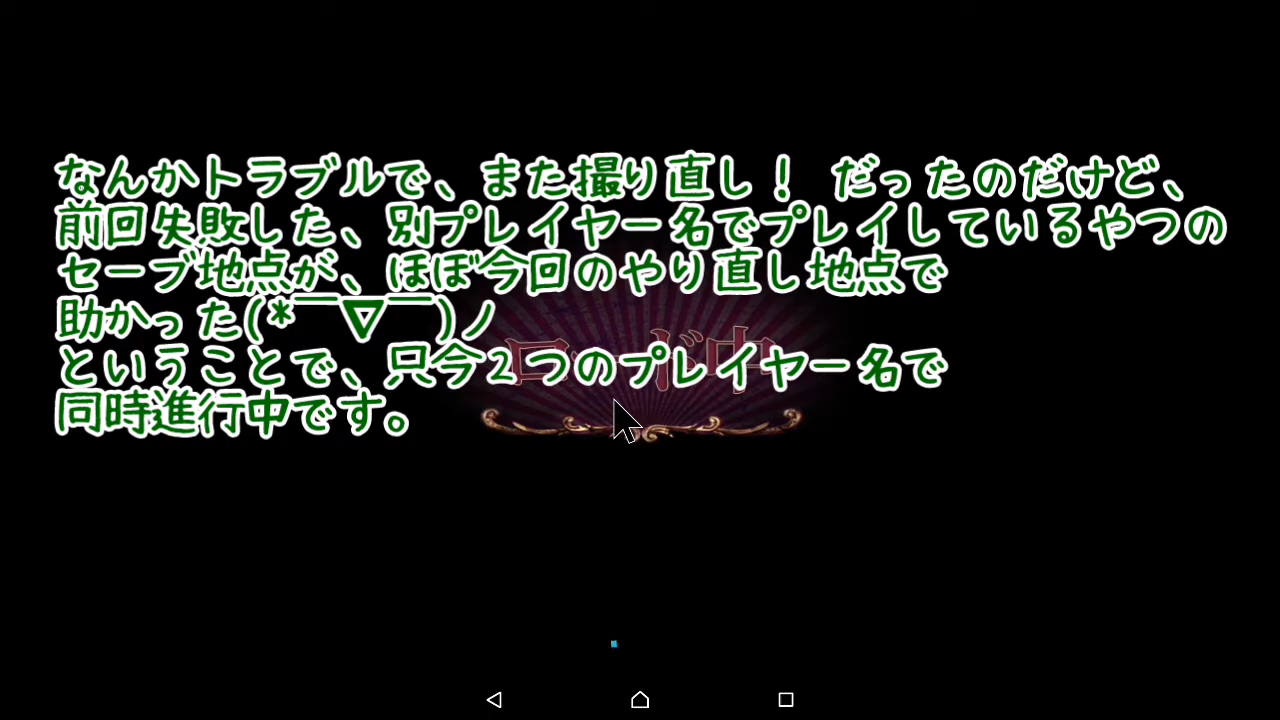 なんかトラブルで、また撮り直し！ だったのだけど、
前回失敗した、別プレイヤー名でプレイしているやつの
セーブ地点が、ほぼ今回のやり直し地点で
助かった(*￣▽￣)ノ
ということで、只今２つのプレイヤー名で
同時進行中です。
ロード中